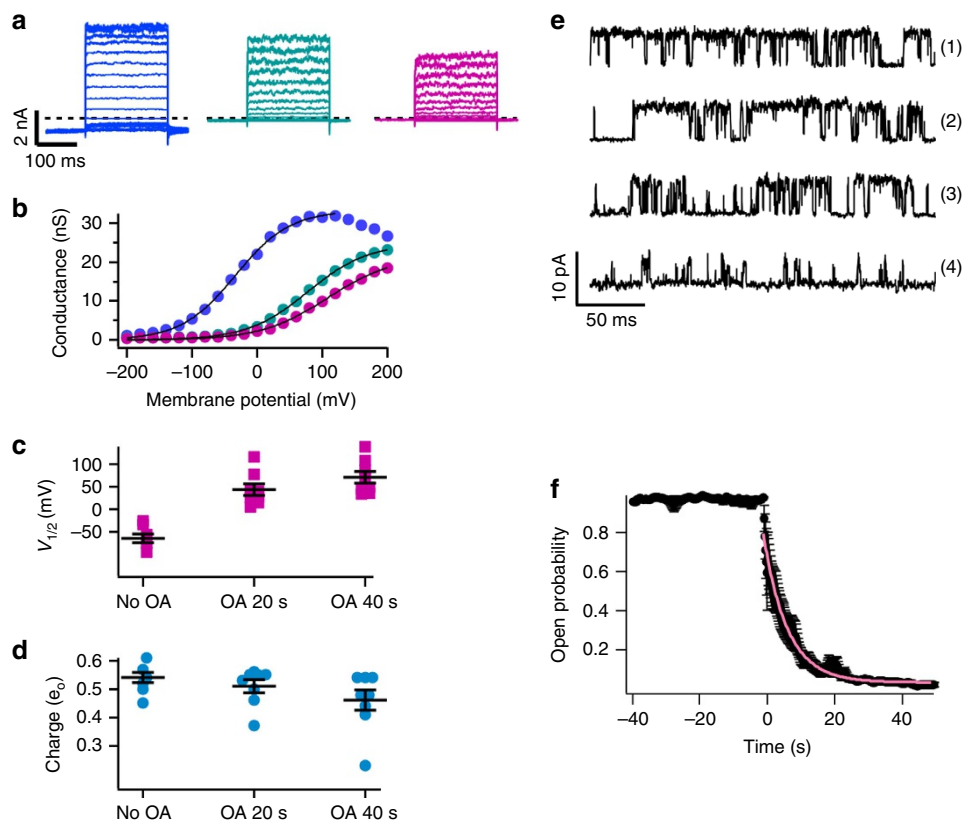 a
2 nA
100 ms
b
Conductance (nS)
30
20
10
0
−200
−100
0
100
200
Membrane potential (mV)
c
V1/2 (mV)
100
50
0
−50
No OA
OA 20 s
OA 40 s
d
Charge (eo)
0.6
0.5
0.4
0.3
No OA
OA 20 s
OA 40 s
e
(1)
(2)
(3)
(4)
10 pA
50 ms
f
Open probability
0.8
0.6
0.4
0.2
−40
−20
0
20
40
Time (s)